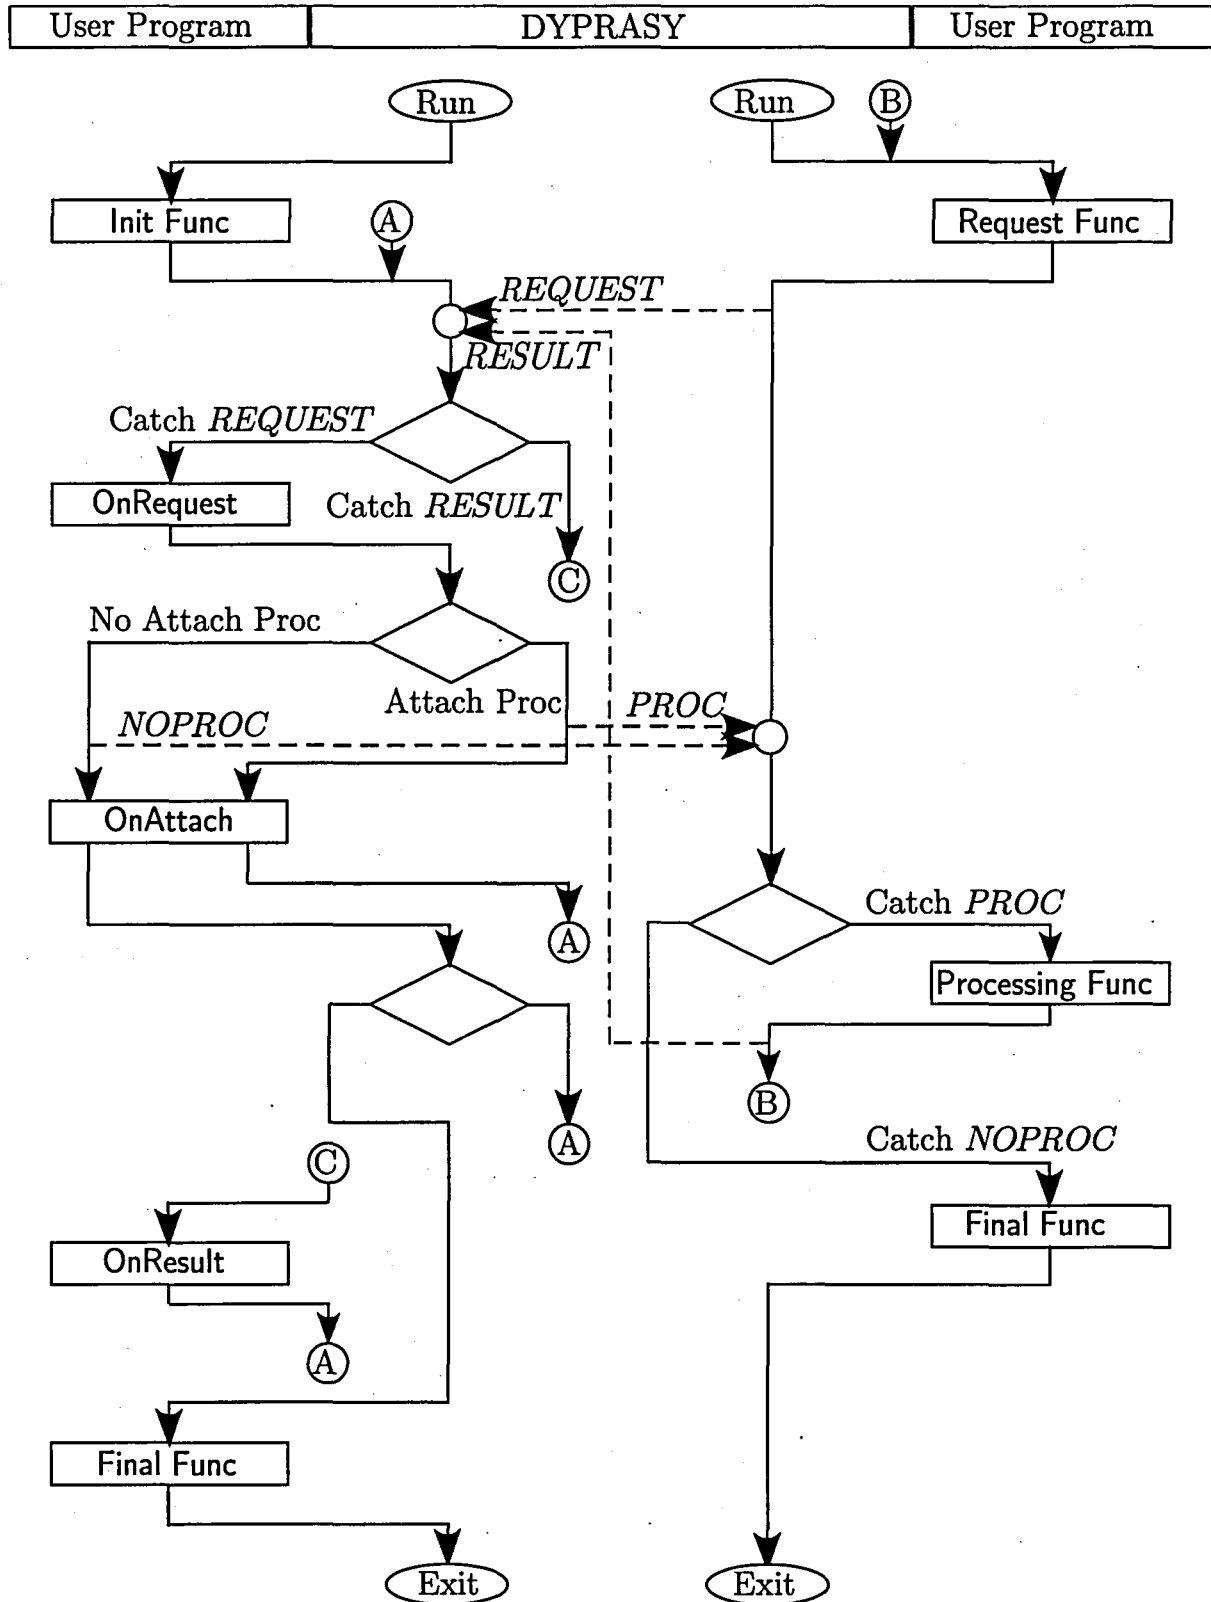 User Program DYPRASY User Program
Run Run B
Init Func A Request Func
REQUEST
RESULT
Catch REQUEST
OnRequest Catch RESULT
C
No Attach Proc
Attach Proc PROC
NOPROC
OnAttach
Catch PROC
A
Processing Func
B
A Catch NOPROC
C
Final Func
OnResult
A
Final Func
Exit Exit